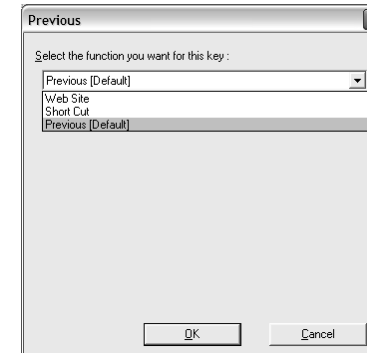 Previous
Select the function you want for this key :
Previous [Default]
Web Site
Short Cut
Previous [Default]
OK
Cancel